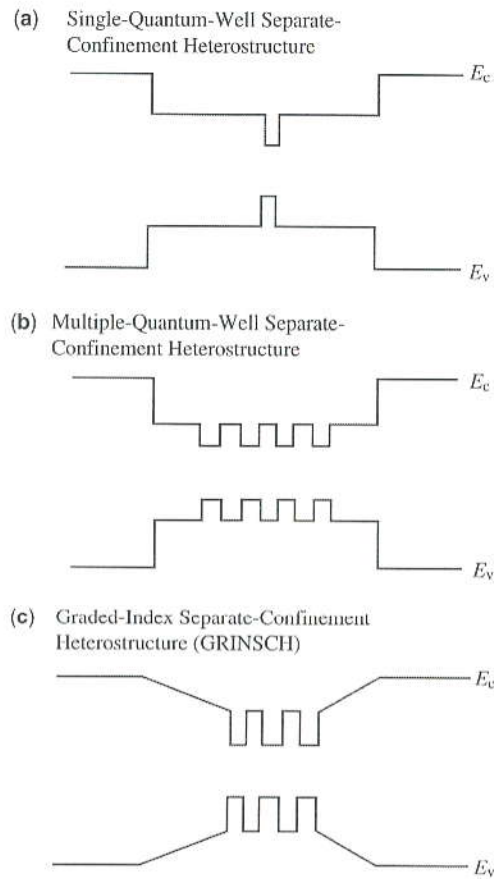 (a) Single-Quantum-Well Separate-
Confinement Heterostructure
Ec
Ev
(b) Multiple-Quantum-Well Separate-
Confinement Heterostructure
Ec
Ev
(c) Graded-Index Separate-Confinement
Heterostructure (GRINSCH)
Ec
Ev